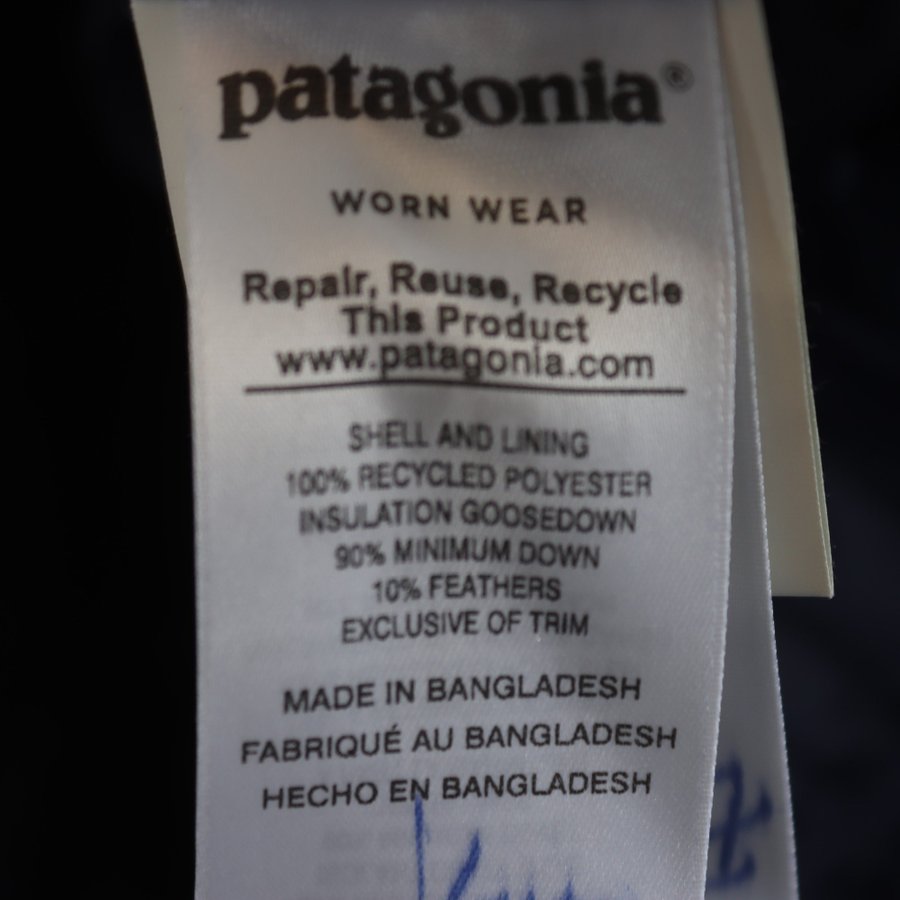 patagonia®
WORN WEAR
Repair, Reuse, Recycle
This Product
www.patagonia.com
SHELL AND LINING
100% RECYCLED POLYESTER
INSULATION GOOSEDOWN
90% MINIMUM DOWN
10% FEATHERS
EXCLUSIVE OF TRIM
MADE IN BANGLADESH
FABRIQUÉ AU BANGLADESH
HECHO EN BANGLADESH